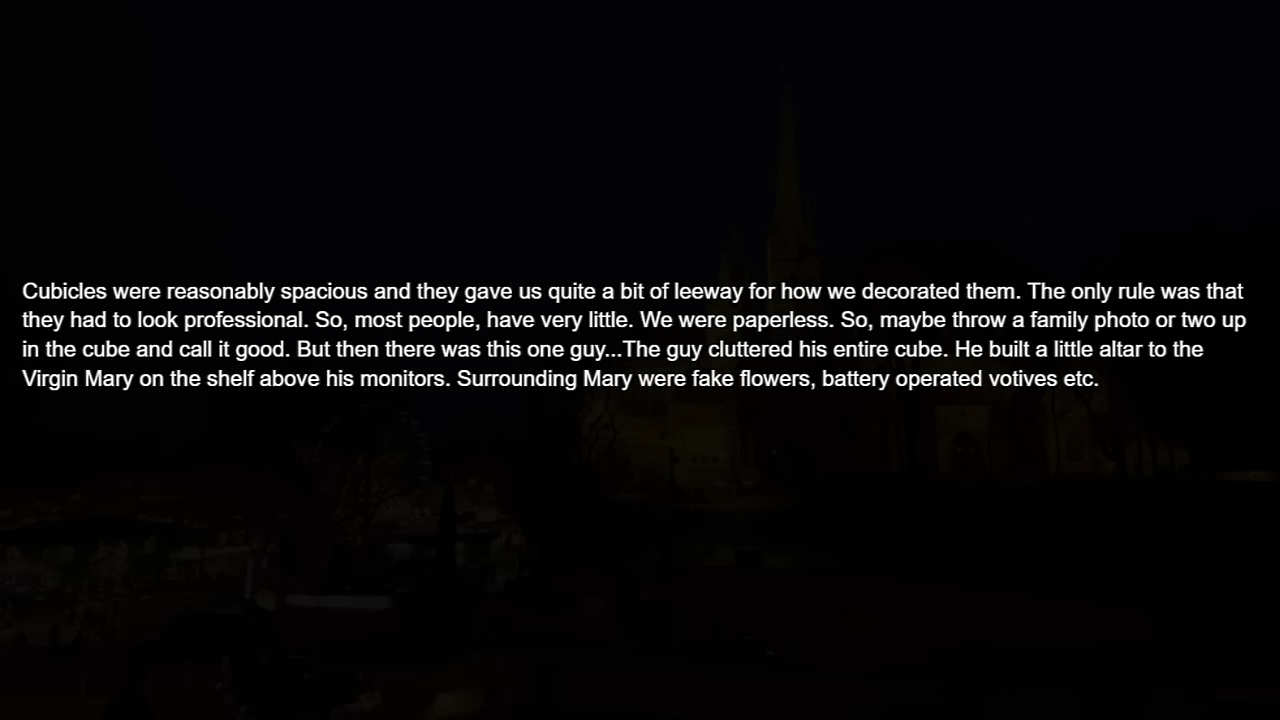 Cubicles were reasonably spacious and they gave us quite a bit of leeway for how we decorated them. The only rule was that
they had to look professional. So, most people, have very little. We were paperless. So, maybe throw a family photo or two up
in the cube and call it good. But then there was this one guy...The guy cluttered his entire cube. He built a little altar to the
Virgin Mary on the shelf above his monitors. Surrounding Mary were fake flowers, battery operated votives etc.